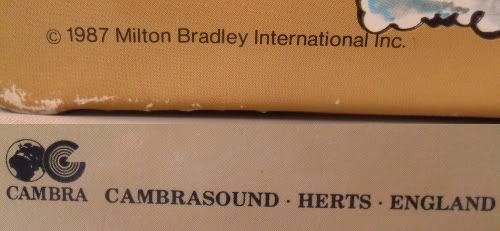 © 1987 Milton Bradley International Inc.
CAMBRA CAMBRASOUND · HERTS · ENGLAND